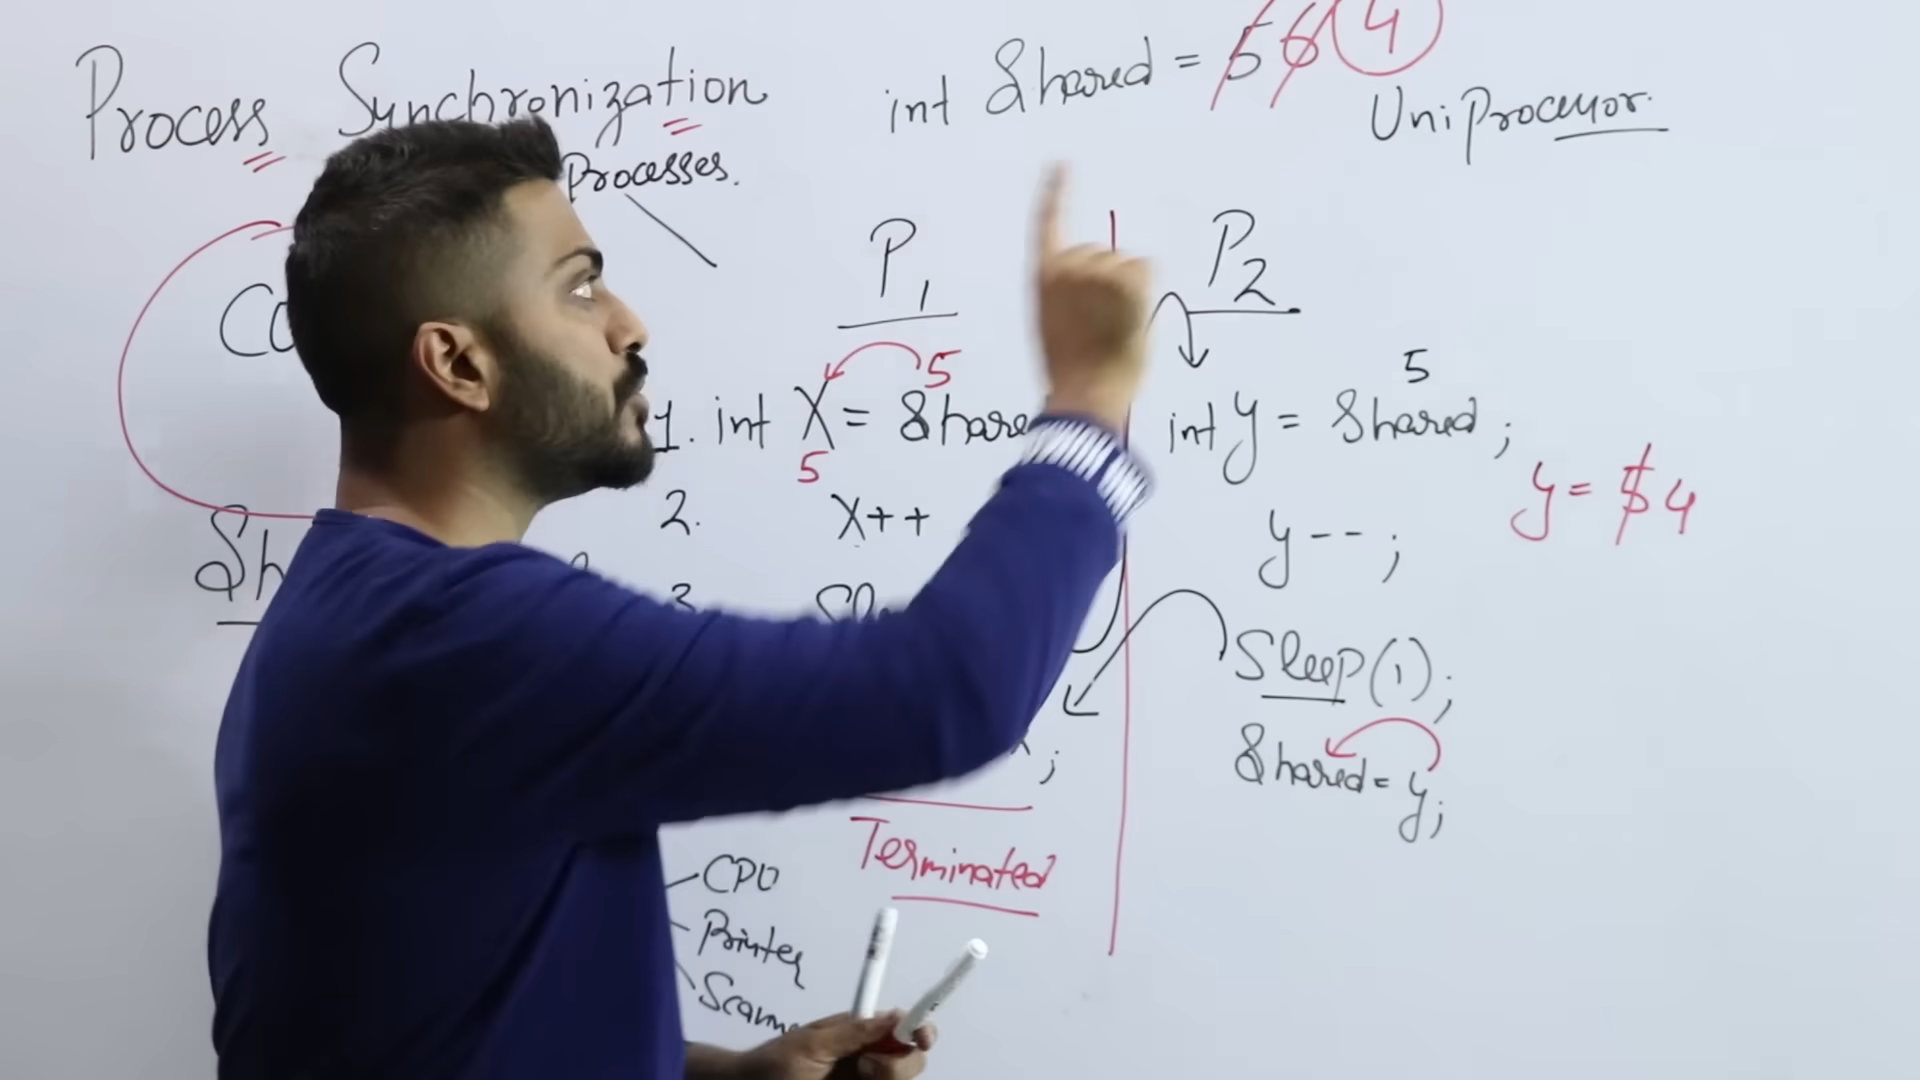 Process Synchronization
int Shared = 5 6 4
UniProcessor.
Processes.
P1
P2
5
5
1. int X = Share
5
int y = Shared;
2. X++
y = 5 4
y--;
3.
Sleep(1);
;
Shared = y;
Terminated
CPU
Printer